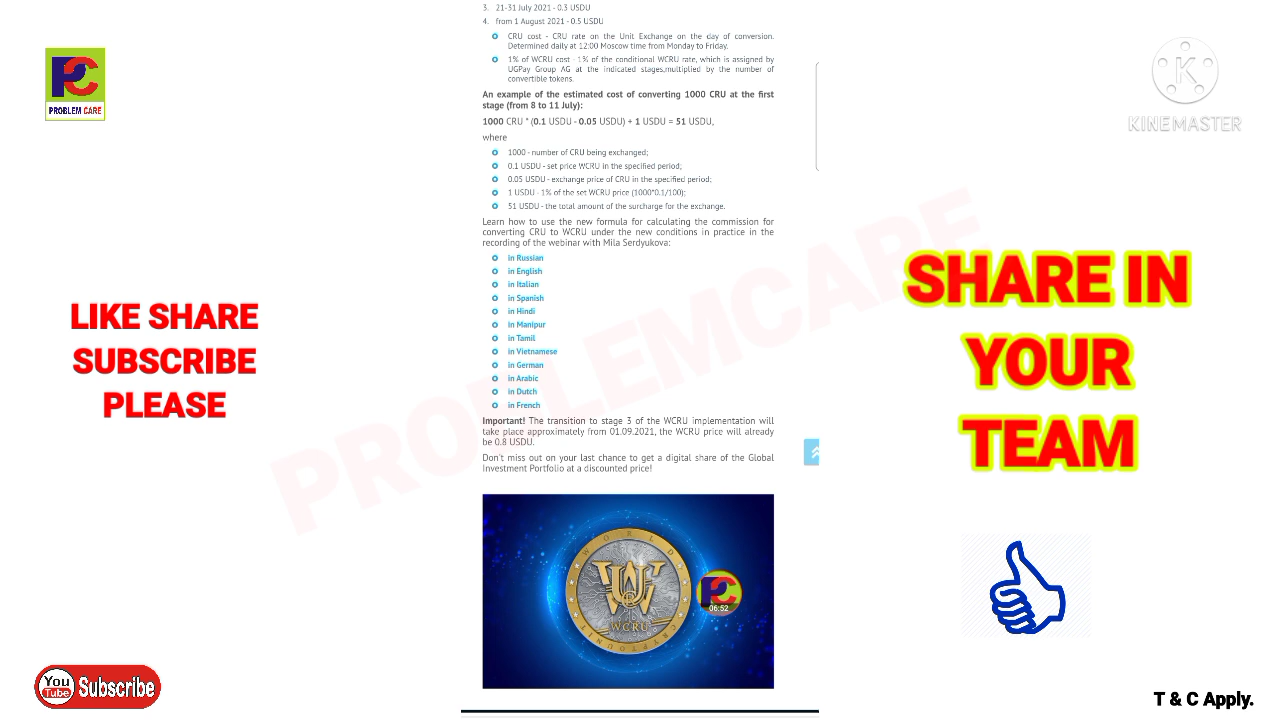 3. 21-31 July 2021 - 0.3 USDU
4. from 1 August 2021 - 0.5 USDU
CRU cost - CRU rate on the Unit Exchange on the day of conversion.
Determined daily at 12:00 Moscow time from Monday to Friday.
1% of WCRU cost - 1% of the conditional WCRU rate, which is assigned by
UGPay Group AG at the indicated stages,multiplied by the number of
convertible tokens.
An example of the estimated cost of converting 1000 CRU at the first
stage (from 8 to 11 July):
1000 CRU * (0.1 USDU - 0.05 USDU) + 1 USDU = 51 USDU,
where
1000 - number of CRU being exchanged;
0.1 USDU - set price WCRU in the specified period;
0.05 USDU - exchange price of CRU in the specified period;
1 USDU - 1% of the set WCRU price (1000*0.1/100);
51 USDU - the total amount of the surcharge for the exchange.
Learn how to use the new formula for calculating the commission for
converting CRU to WCRU under the new conditions in practice in the
recording of the webinar with Mila Serdyukova:
in Russian
in English
in Italian
in Spanish
in Hindi
in Manipur
in Tamil
in Vietnamese
in German
in Arabic
in Dutch
in French
Important! The transition to stage 3 of the WCRU implementation will
take place approximately from 01.09.2021, the WCRU price will already
be 0.8 USDU.
Don't miss out on your last chance to get a digital share of the Global
Investment Portfolio at a discounted price!
WORLD
WCRU
CRYPTOUNIT
PC
06:52
PC
PROBLEM CARE
LIKE SHARE
SUBSCRIBE
PLEASE
You
Tube
Subscribe
PROBLEMCARE
K
KINEMASTER
SHARE IN
YOUR
TEAM
T & C Apply.